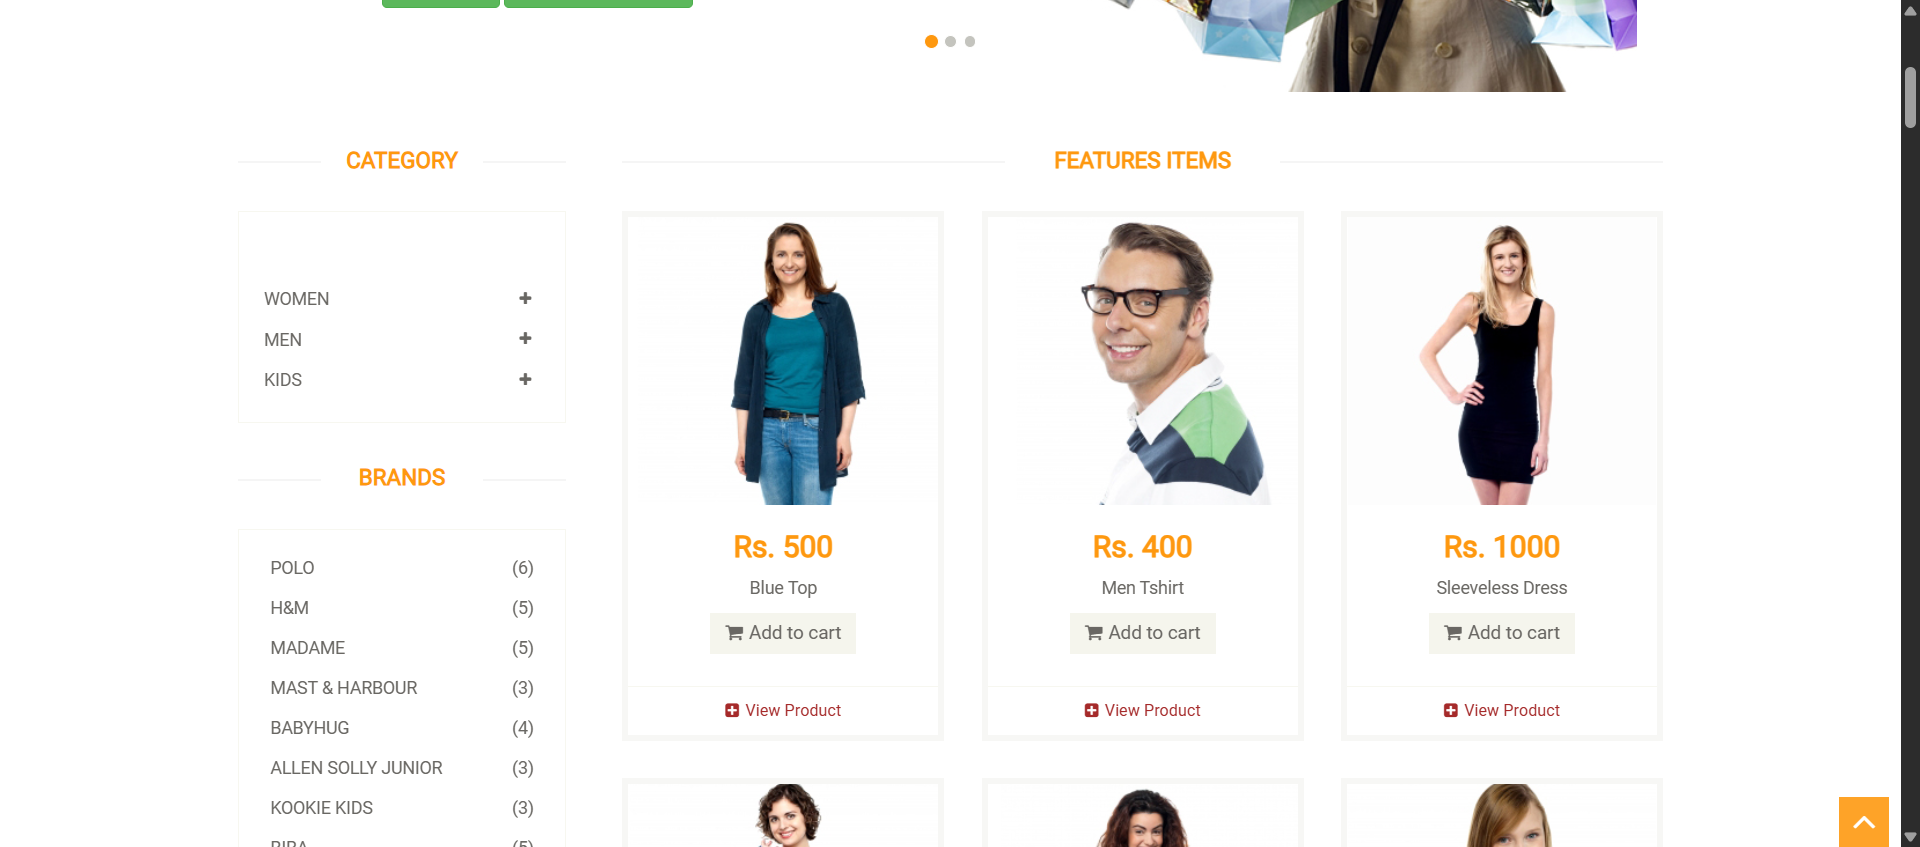 CATEGORY
WOMEN
MEN
KIDS
BRANDS
POLO (6)
H&M (5)
MADAME (5)
MAST & HARBOUR (3)
BABYHUG (4)
ALLEN SOLLY JUNIOR (3)
KOOKIE KIDS (3)
FEATURES ITEMS
Rs. 500
Blue Top
Add to cart
View Product
Rs. 400
Men Tshirt
Add to cart
View Product
Rs. 1000
Sleeveless Dress
Add to cart
View Product